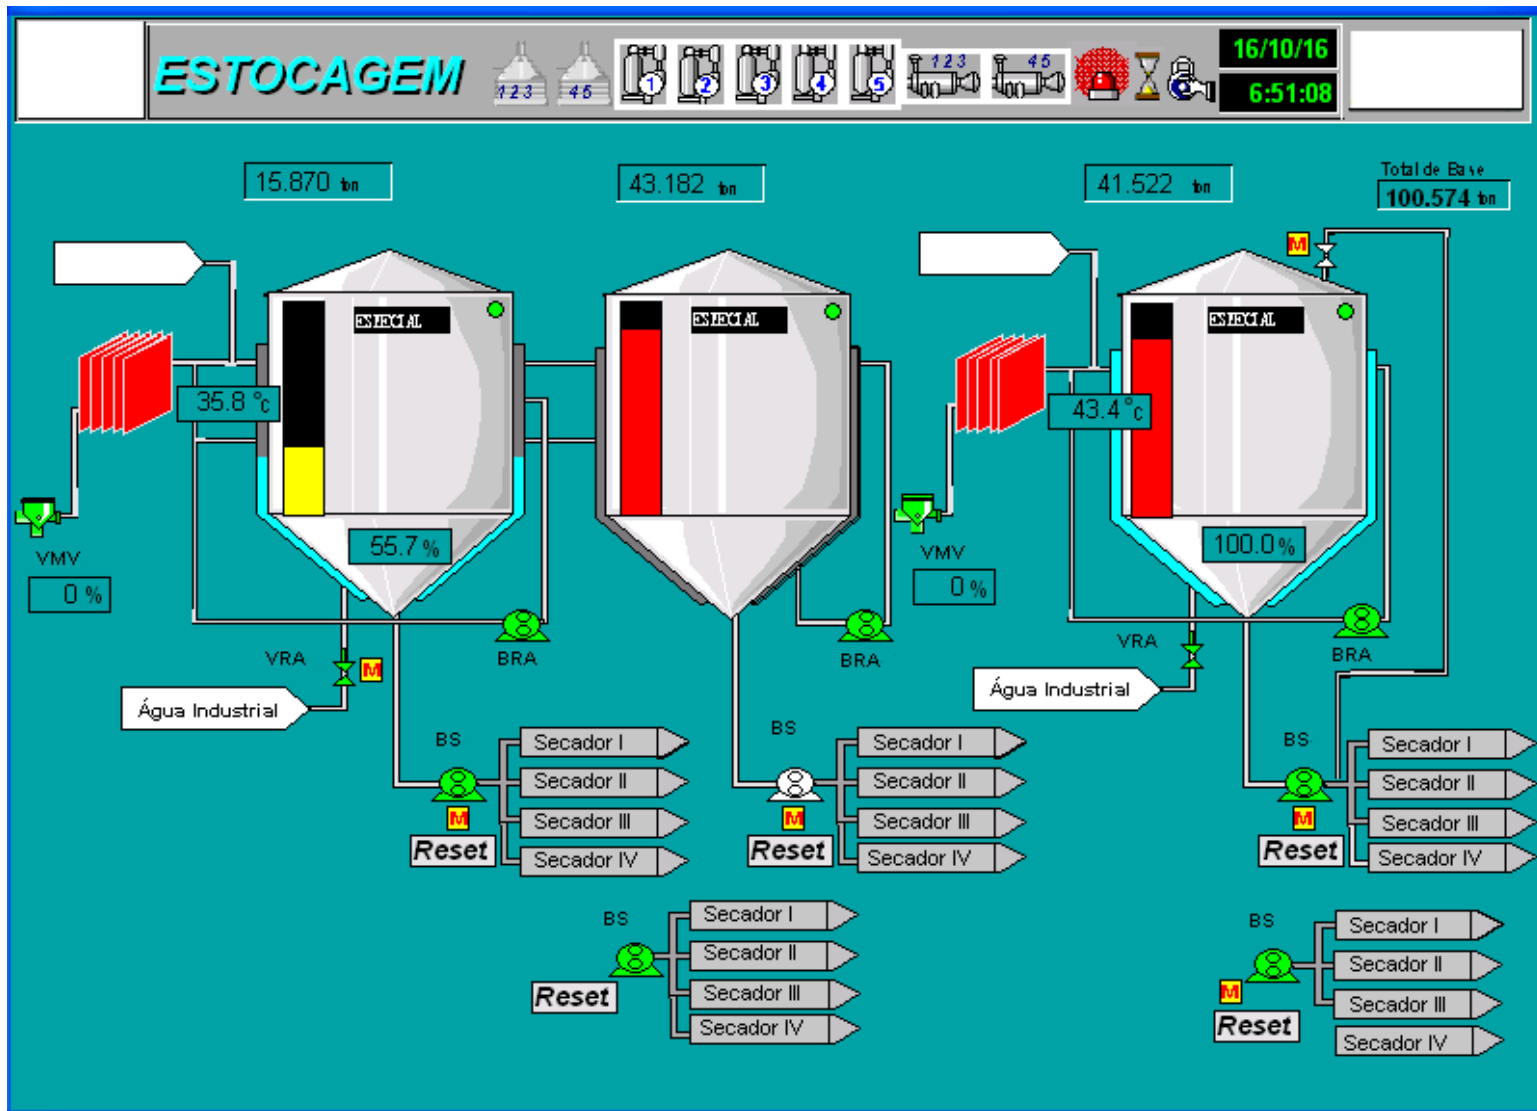 ESTOCAGEM
1 2 3
4 5
1
2
3
4
5
1 2 3
4 5
16/10/16
6:51:08
15.870 ton
43.182 ton
41.522 ton
Total de Base
100.574 ton
M
ESPECIAL
ESPECIAL
ESPECIAL
35.8 °c
43.4 °c
55.7 %
100.0 %
VMV
0 %
VMV
0 %
VRA
M
BRA
BRA
VRA
BRA
Água Industrial
Água Industrial
BS
Secador I
Secador II
Secador III
Secador IV
M
Reset
BS
Secador I
Secador II
Secador III
Secador IV
M
Reset
BS
Secador I
Secador II
Secador III
Secador IV
M
Reset
BS
Secador I
Secador II
Secador III
Secador IV
Reset
BS
Secador I
Secador II
Secador III
Secador IV
M
Reset